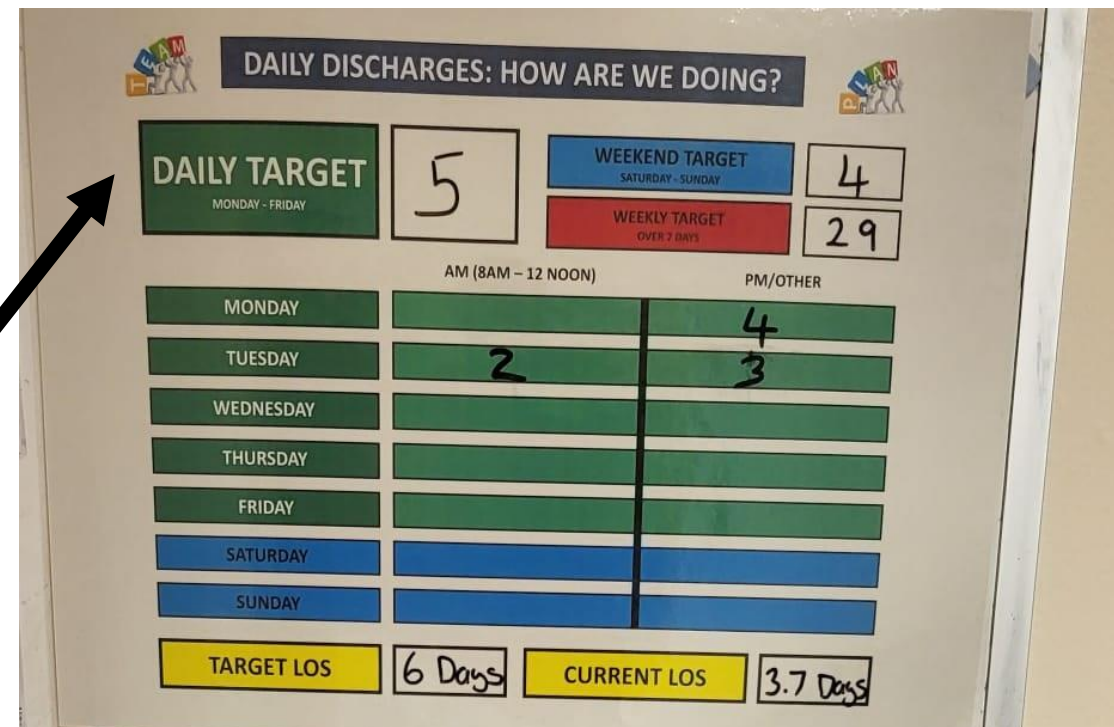 TEAM
DAILY DISCHARGES: HOW ARE WE DOING?
PLAN
DAILY TARGET
MONDAY - FRIDAY
5
WEEKEND TARGET
SATURDAY - SUNDAY
4
WEEKLY TARGET
OVER 7 DAYS
29
AM (8AM – 12 NOON) PM/OTHER
MONDAY 4
TUESDAY 2 3
WEDNESDAY
THURSDAY
FRIDAY
SATURDAY
SUNDAY
TARGET LOS 6 Days CURRENT LOS 3.7 Days